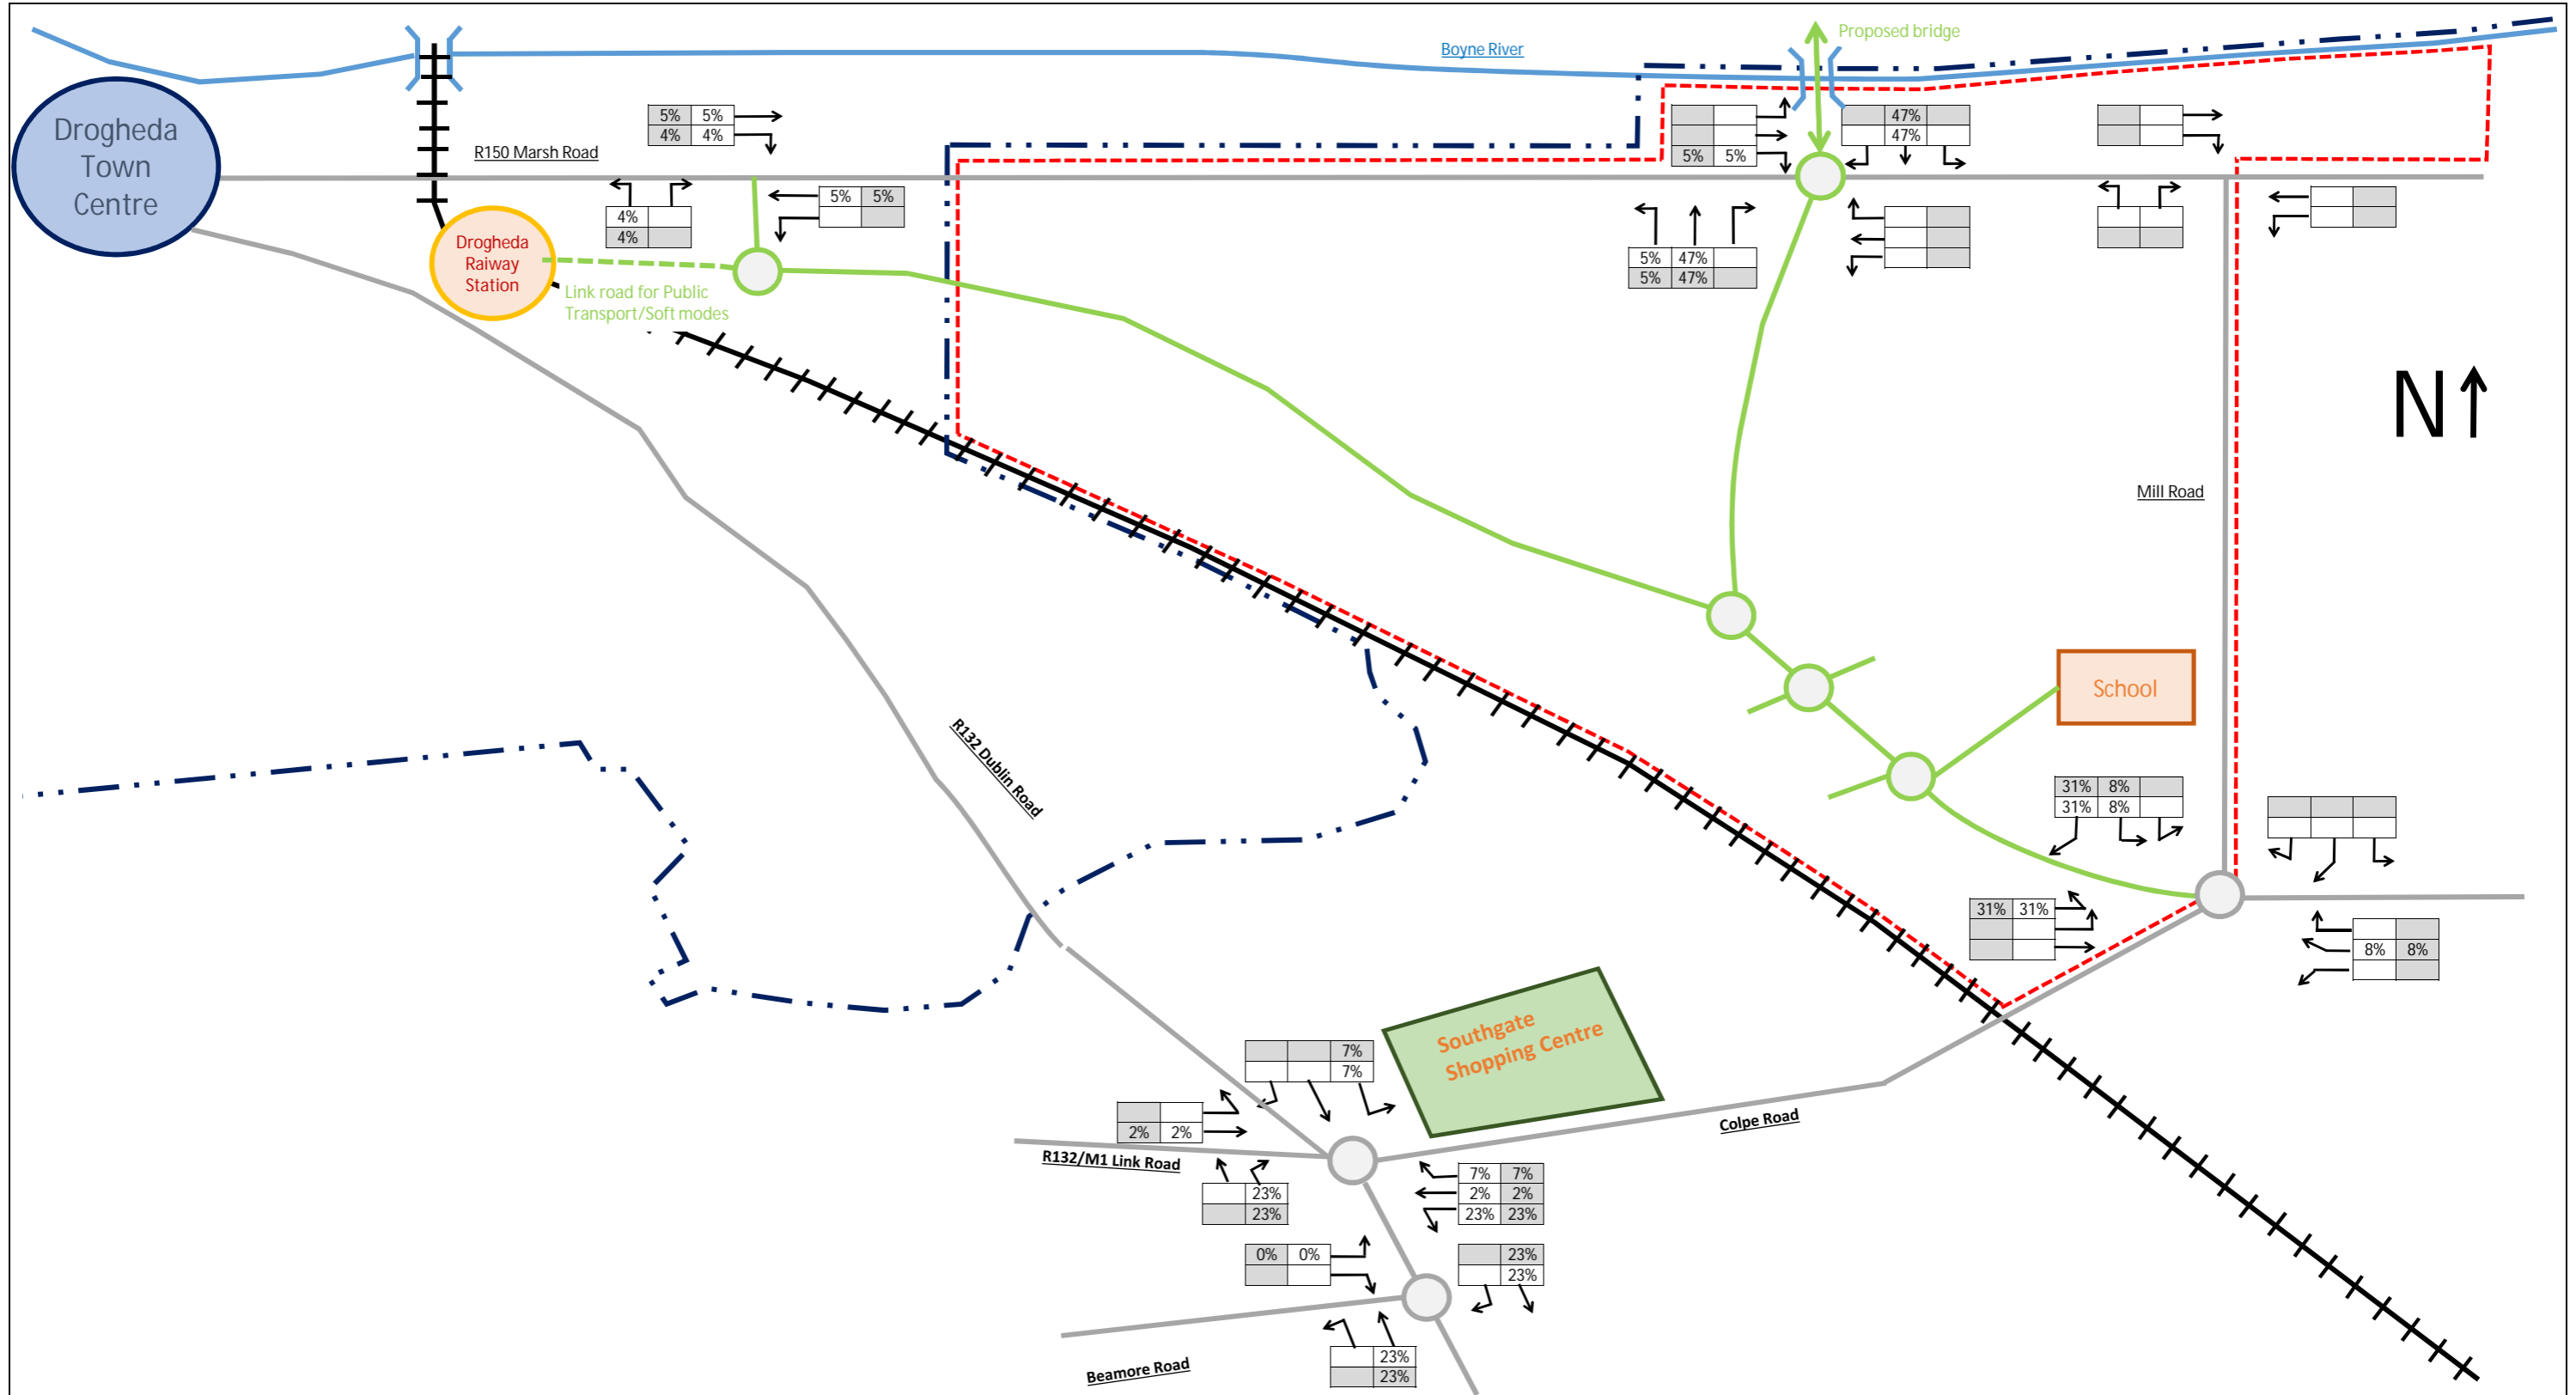 Proposed bridge
Boyne River
Drogheda
Town
Centre
R150 Marsh Road
5% 5%
4% 4%
4%
4%
5% 5%
Drogheda
Raiway
Station
Link road for Public
Transport/Soft modes
5% 5%
47%
47%
5% 47%
5% 47%
N
Mill Road
School
R132 Dublin Road
31% 8%
31% 8%
31% 31%
8% 8%
Southgate
Shopping Centre
Colpe Road
7%
7%
2% 2%
R132/M1 Link Road
23%
23%
7% 7%
2% 2%
23% 23%
0% 0%
23%
23%
23%
23%
Beamore Road